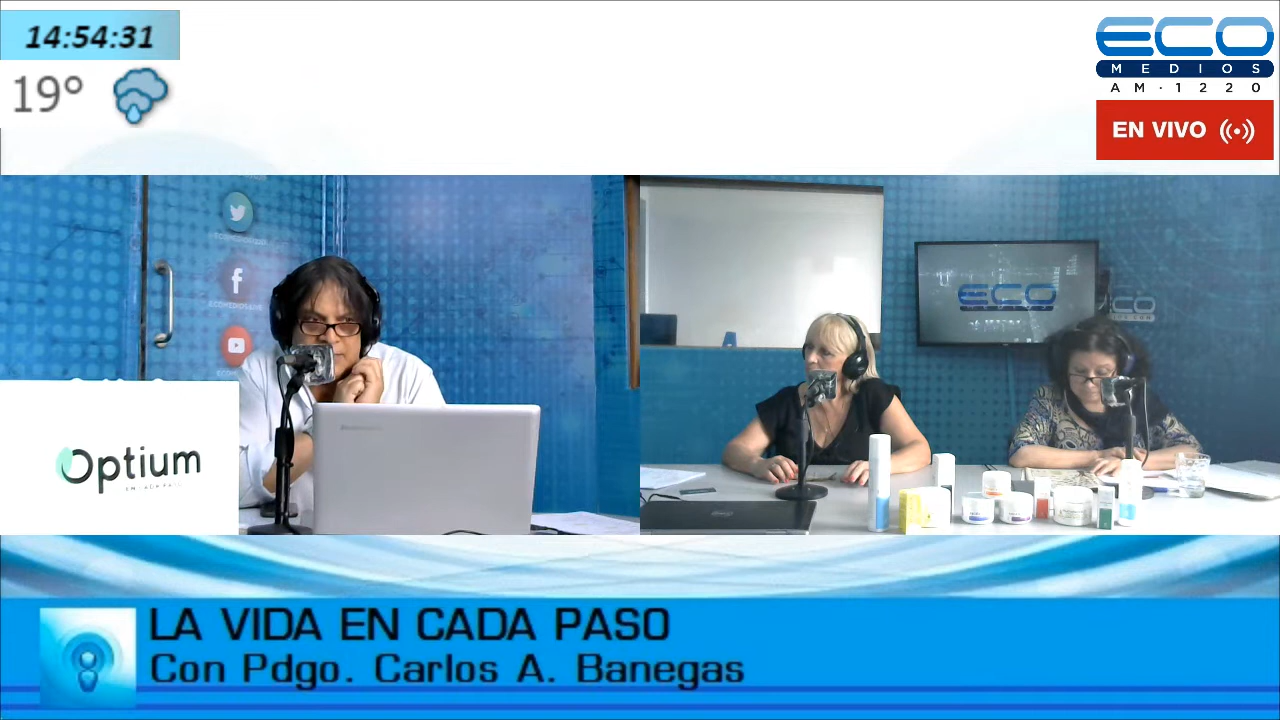 14:54:31
19°
ECO
MEDIOS
AM·1220
EN VIVO
ECO
Optium
LA VIDA EN CADA PASO
Con Pdgo. Carlos A. Banegas